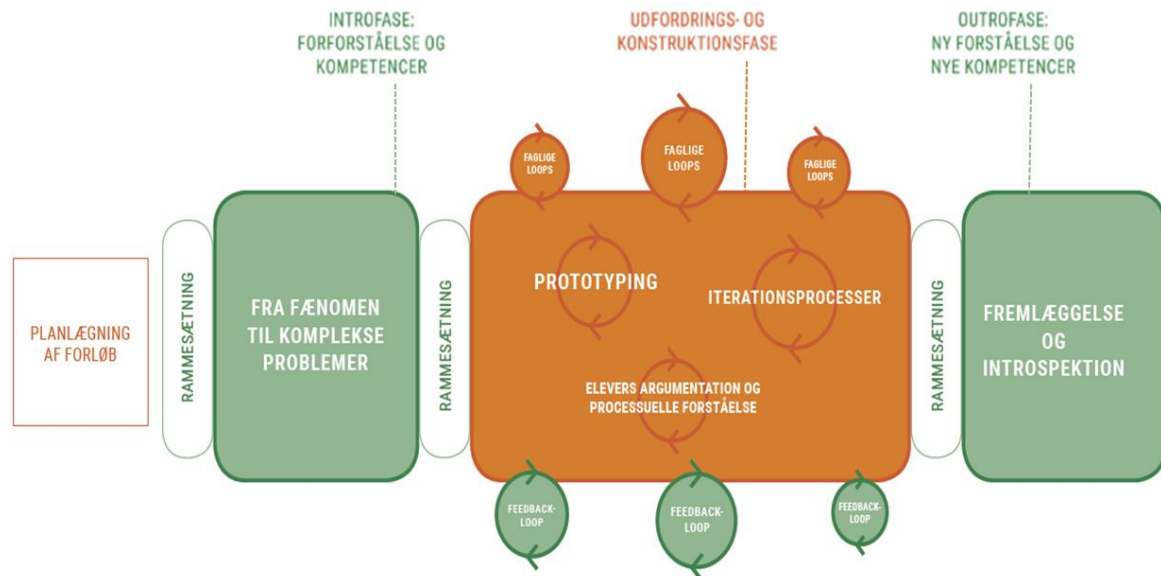 INTROFASE:
FORFORSTÅELSE OG
KOMPETENCER
UDFORDRINGS- OG
KONSTRUKTIONSFASE
OUTROFASE:
NY FORSTÅELSE OG
NYE KOMPETENCER
FAGLIGE
LOOPS
FAGLIGE
LOOPS
FAGLIGE
LOOPS
PLANLÆGNING
AF FORLØB
RAMMESÆTNING
FRA FÆNOMEN
TIL KOMPLEKSE
PROBLEMER
RAMMESÆTNING
PROTOTYPING
ITERATIONSPROCESSER
ELEVERS ARGUMENTATION OG
PROCESSUELLE FORSTÅELSE
RAMMESÆTNING
FREMLÆGGELSE
OG
INTROSPEKTION
FEEDBACK-
LOOP
FEEDBACK-
LOOP
FEEDBACK-
LOOP